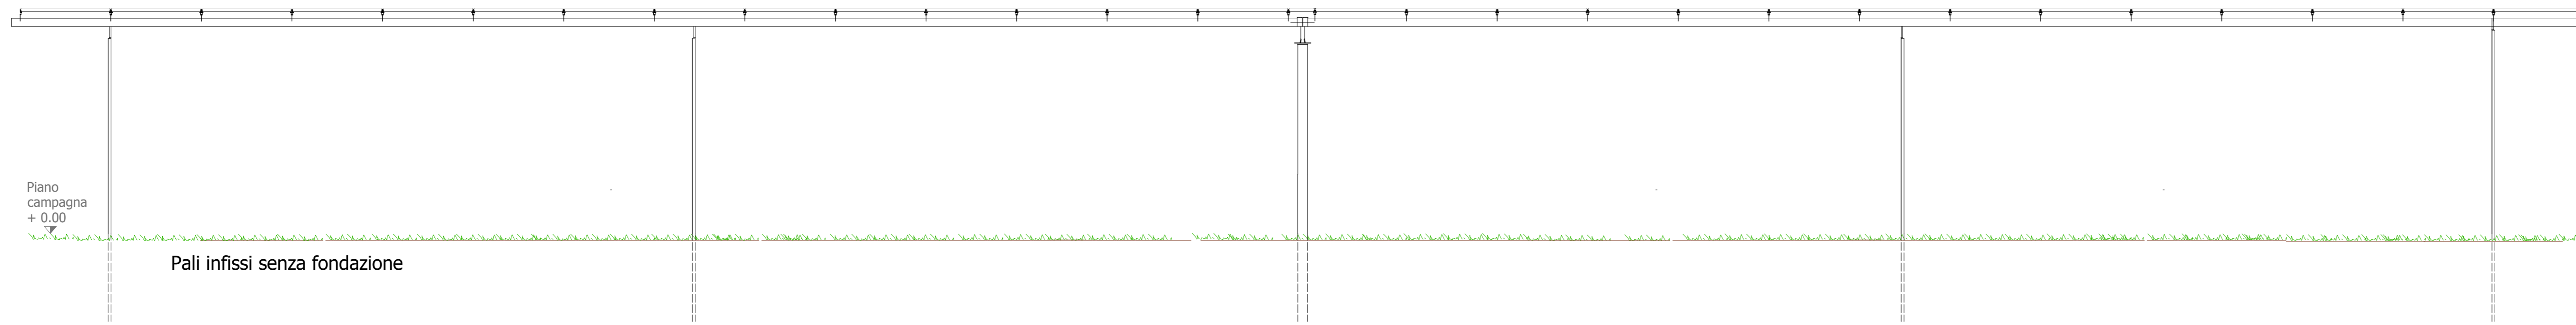 Piano
campagna
+ 0.00
Pali infissi senza fondazione